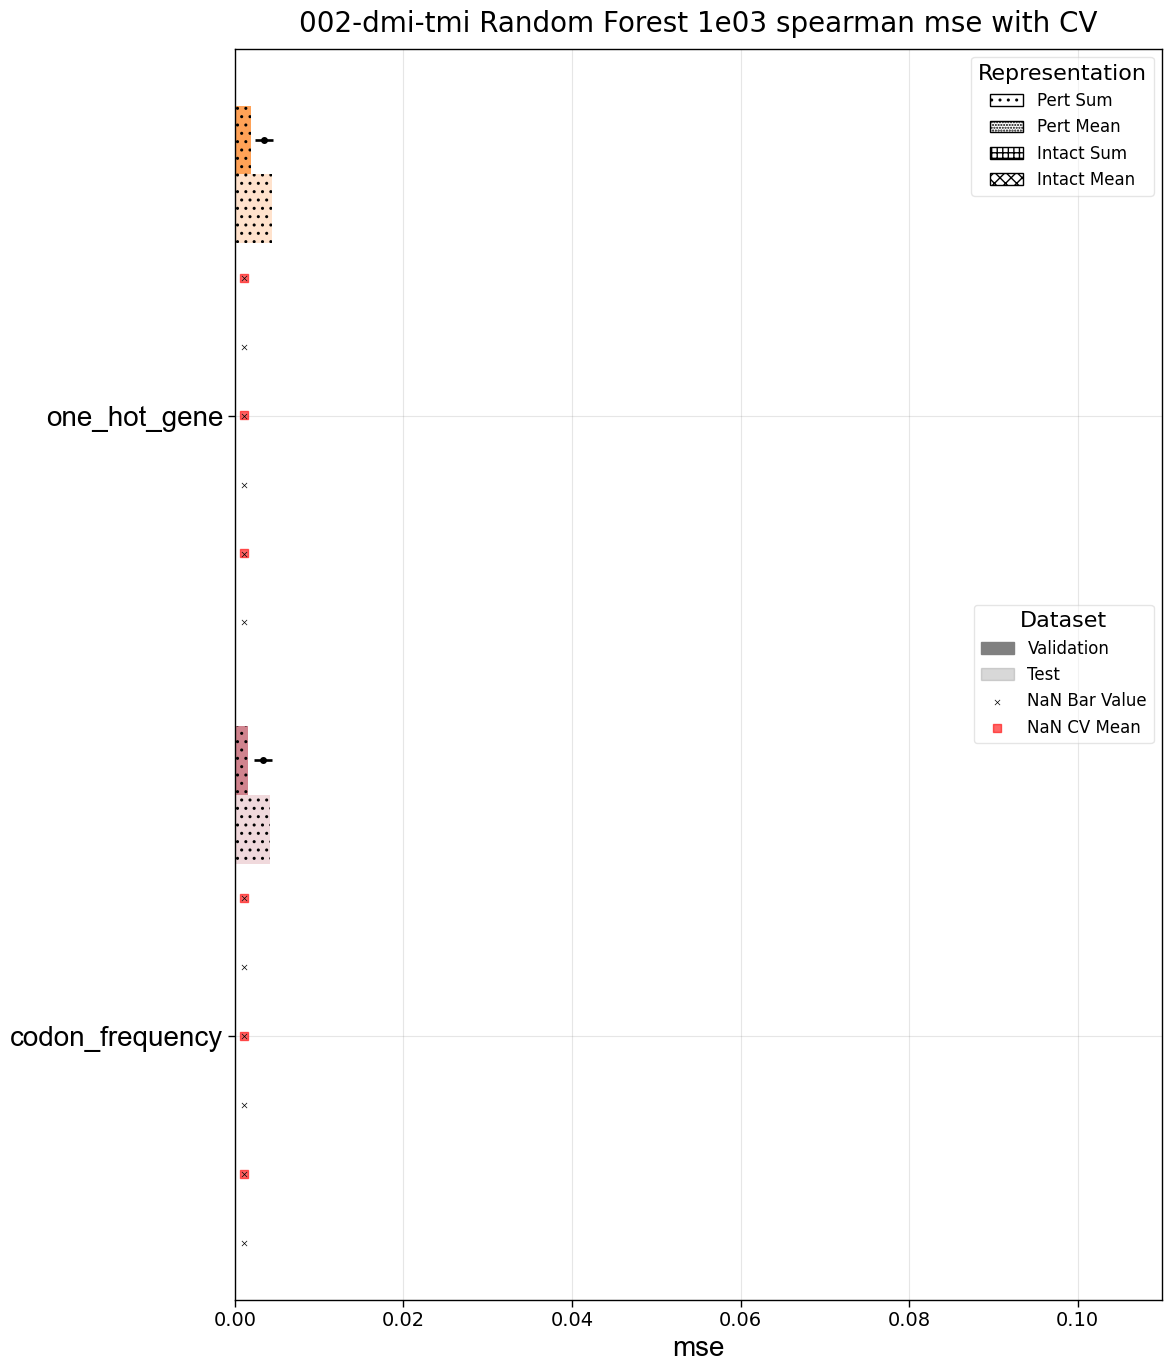 002-dmi-tmi Random Forest 1e03 spearman mse with CV
Representation
Pert Sum
Pert Mean
Intact Sum
Intact Mean
one_hot_gene
Dataset
Validation
Test
NaN Bar Value
NaN CV Mean
codon_frequency
0.00 0.02 0.04 0.06 0.08 0.10
mse